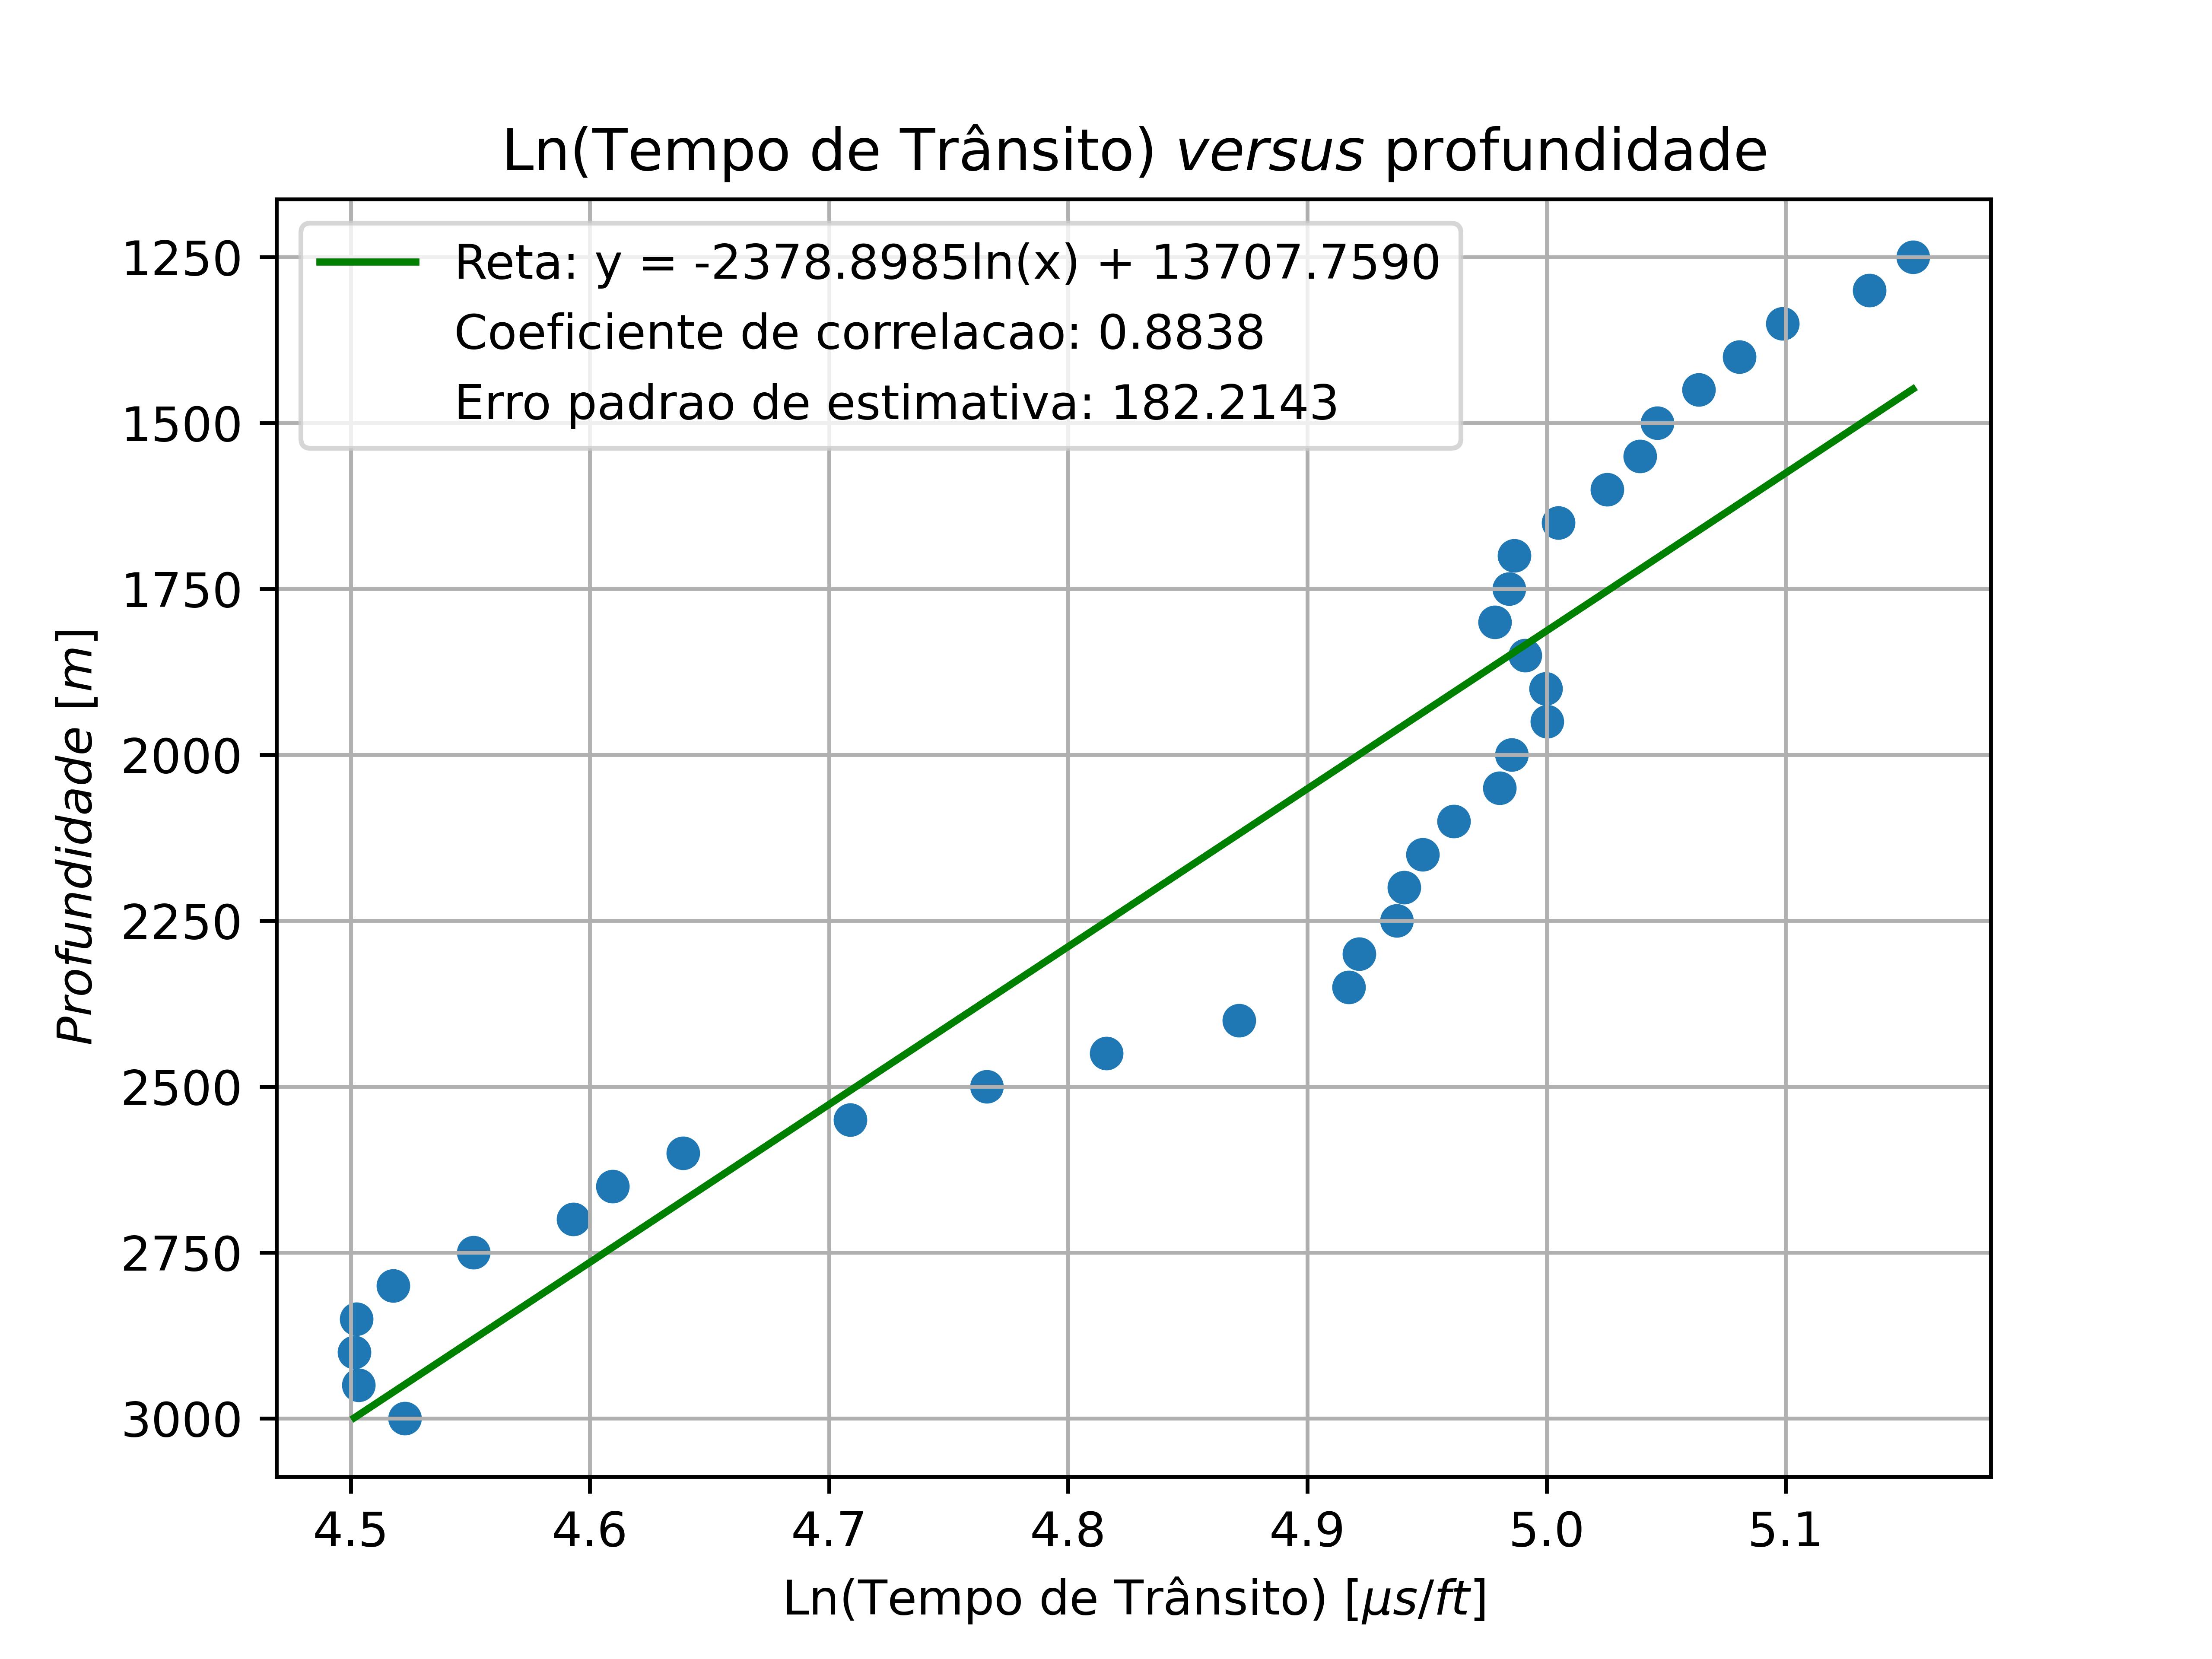 Ln(Tempo de Trânsito) versus profundidade
Reta: y = -2378.8985ln(x) + 13707.7590
Coeficiente de correlacao: 0.8838
Erro padrao de estimativa: 182.2143
1250
1500
1750
2000
2250
2500
2750
3000
Profundidade [m]
4.5 4.6 4.7 4.8 4.9 5.0 5.1
Ln(Tempo de Trânsito) [μs/ft]